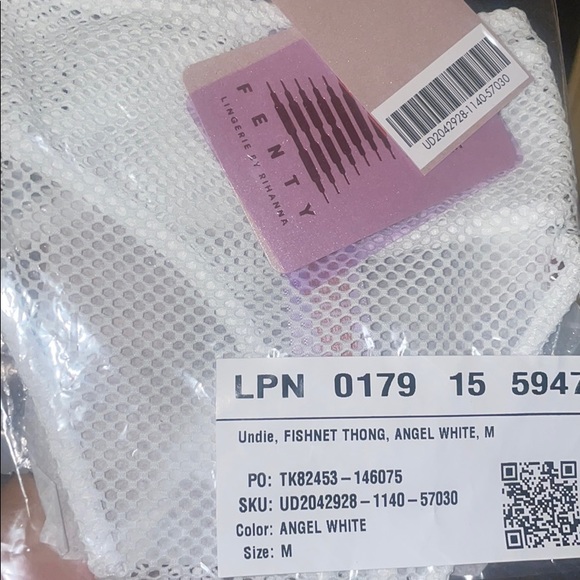 FENTY
LINGERIE BY RIHANNA
UD2042928-1140-57030
LPN 0179 15 5947
Undie, FISHNET THONG, ANGEL WHITE, M
PO: TK82453-146075
SKU: UD2042928-1140-57030
Color: ANGEL WHITE
Size: M